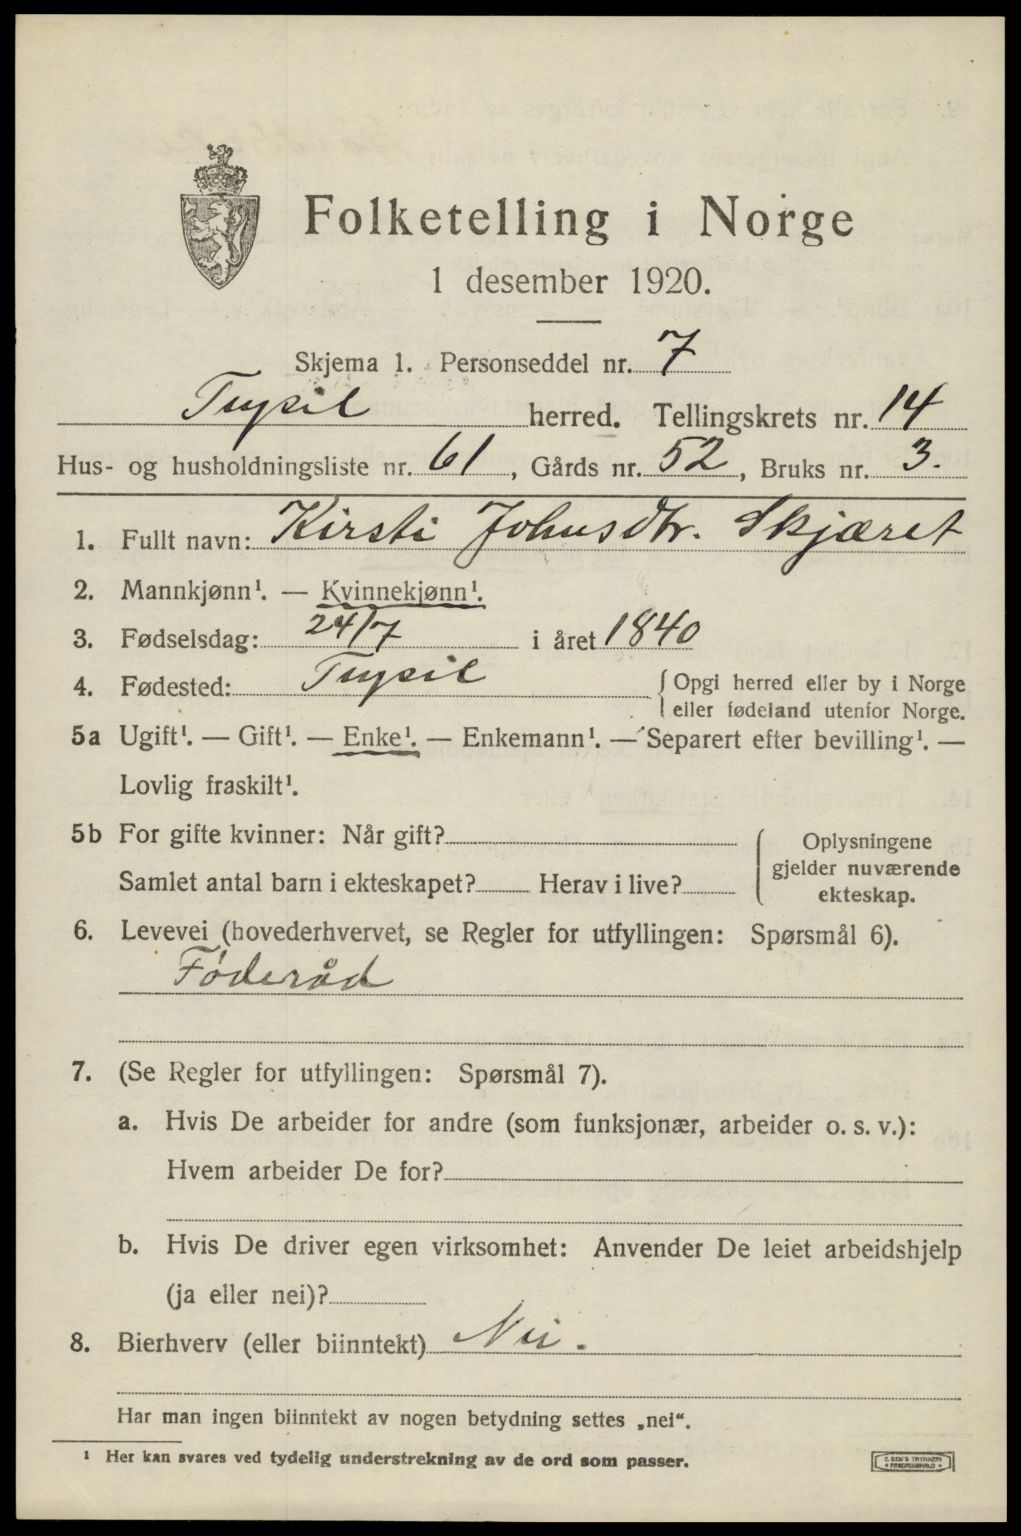 Folketelling i Norge
1 desember 1920.
Skjema 1. Personseddel nr. 7
Trysil herred. Tellingskrets nr. 14
Hus- og husholdningsliste nr. 61, Gårds nr. 52, Bruks nr. 3.
1. Fullt navn: Kirsti Johnsdtr. Skjæret
2. Mannkjønn¹. — Kvinnekjønn¹.
3. Fødselsdag: 24/7 i året 1840
4. Fødested: Trysil { Opgi herred eller by i Norge
eller fødeland utenfor Norge.
5a Ugift¹. — Gift¹. — Enke¹. — Enkemann¹. — Separert efter bevilling¹. —
Lovlig fraskilt¹.
5b For gifte kvinner: Når gift?
Samlet antal barn i ekteskapet? Herav i live?
Oplysningene
gjelder nuværende
ekteskap.
6. Levevei (hovederhvervet, se Regler for utfyllingen: Spørsmål 6).
Føderåd
7. (Se Regler for utfyllingen: Spørsmål 7).
a. Hvis De arbeider for andre (som funksjonær, arbeider o. s. v.):
Hvem arbeider De for?
b. Hvis De driver egen virksomhet: Anvender De leiet arbeidshjelp
(ja eller nei)?
8. Bierhverv (eller biinntekt) Nei.
Har man ingen biinntekt av nogen betydning settes „nei“.
¹ Her kan svares ved tydelig understrekning av de ord som passer.